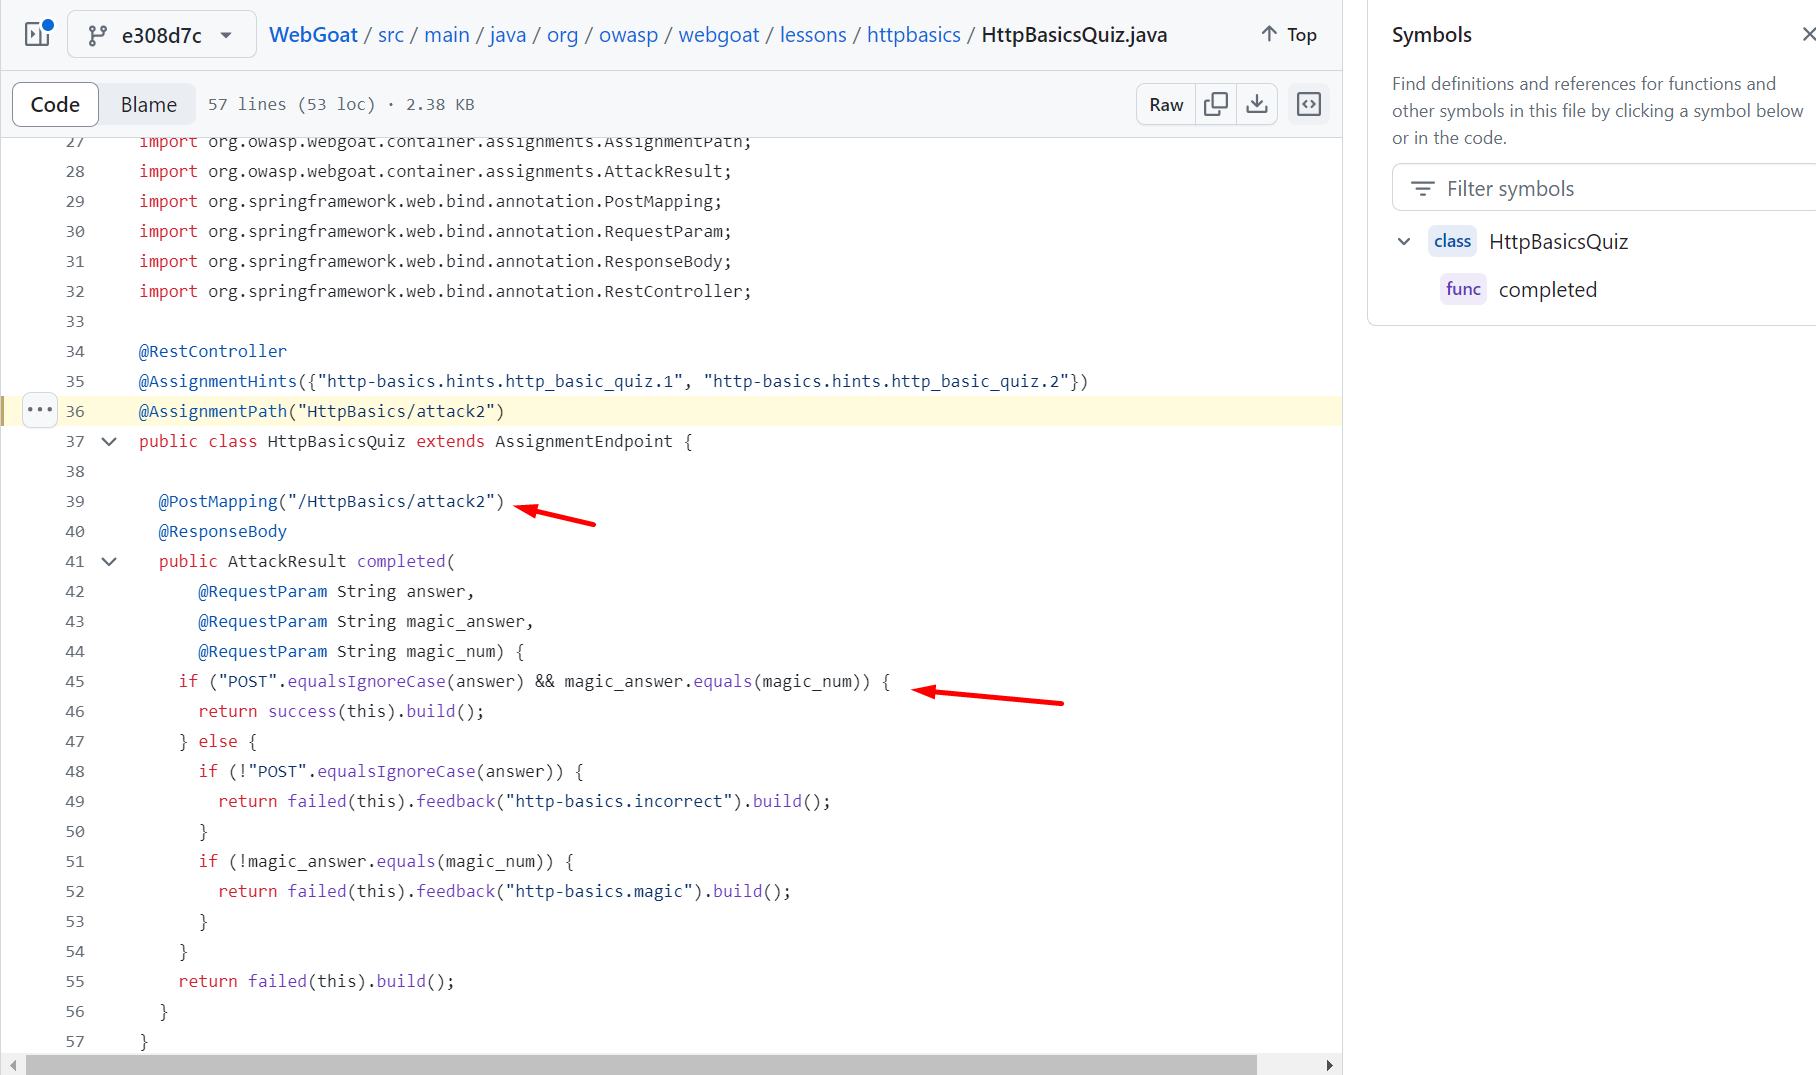 e308d7c WebGoat / src / main / java / org / owasp / webgoat / lessons / httpbasics / HttpBasicsQuiz.java Top
Code Blame 57 lines (53 loc) · 2.38 KB Raw
27 import org.owasp.webgoat.container.assignments.AssignmentPath;
28 import org.owasp.webgoat.container.assignments.AttackResult;
29 import org.springframework.web.bind.annotation.PostMapping;
30 import org.springframework.web.bind.annotation.RequestParam;
31 import org.springframework.web.bind.annotation.ResponseBody;
32 import org.springframework.web.bind.annotation.RestController;
33
34 @RestController
35 @AssignmentHints({"http-basics.hints.http_basic_quiz.1", "http-basics.hints.http_basic_quiz.2"})
36 @AssignmentPath("HttpBasics/attack2")
37 public class HttpBasicsQuiz extends AssignmentEndpoint {
38
39 @PostMapping("/HttpBasics/attack2")
40 @ResponseBody
41 public AttackResult completed(
42 @RequestParam String answer,
43 @RequestParam String magic_answer,
44 @RequestParam String magic_num) {
45 if ("POST".equalsIgnoreCase(answer) && magic_answer.equals(magic_num)) {
46 return success(this).build();
47 } else {
48 if (!"POST".equalsIgnoreCase(answer)) {
49 return failed(this).feedback("http-basics.incorrect").build();
50 }
51 if (!magic_answer.equals(magic_num)) {
52 return failed(this).feedback("http-basics.magic").build();
53 }
54 }
55 return failed(this).build();
56 }
57 }
Symbols
Find definitions and references for functions and
other symbols in this file by clicking a symbol below
or in the code.
Filter symbols
class HttpBasicsQuiz
func completed